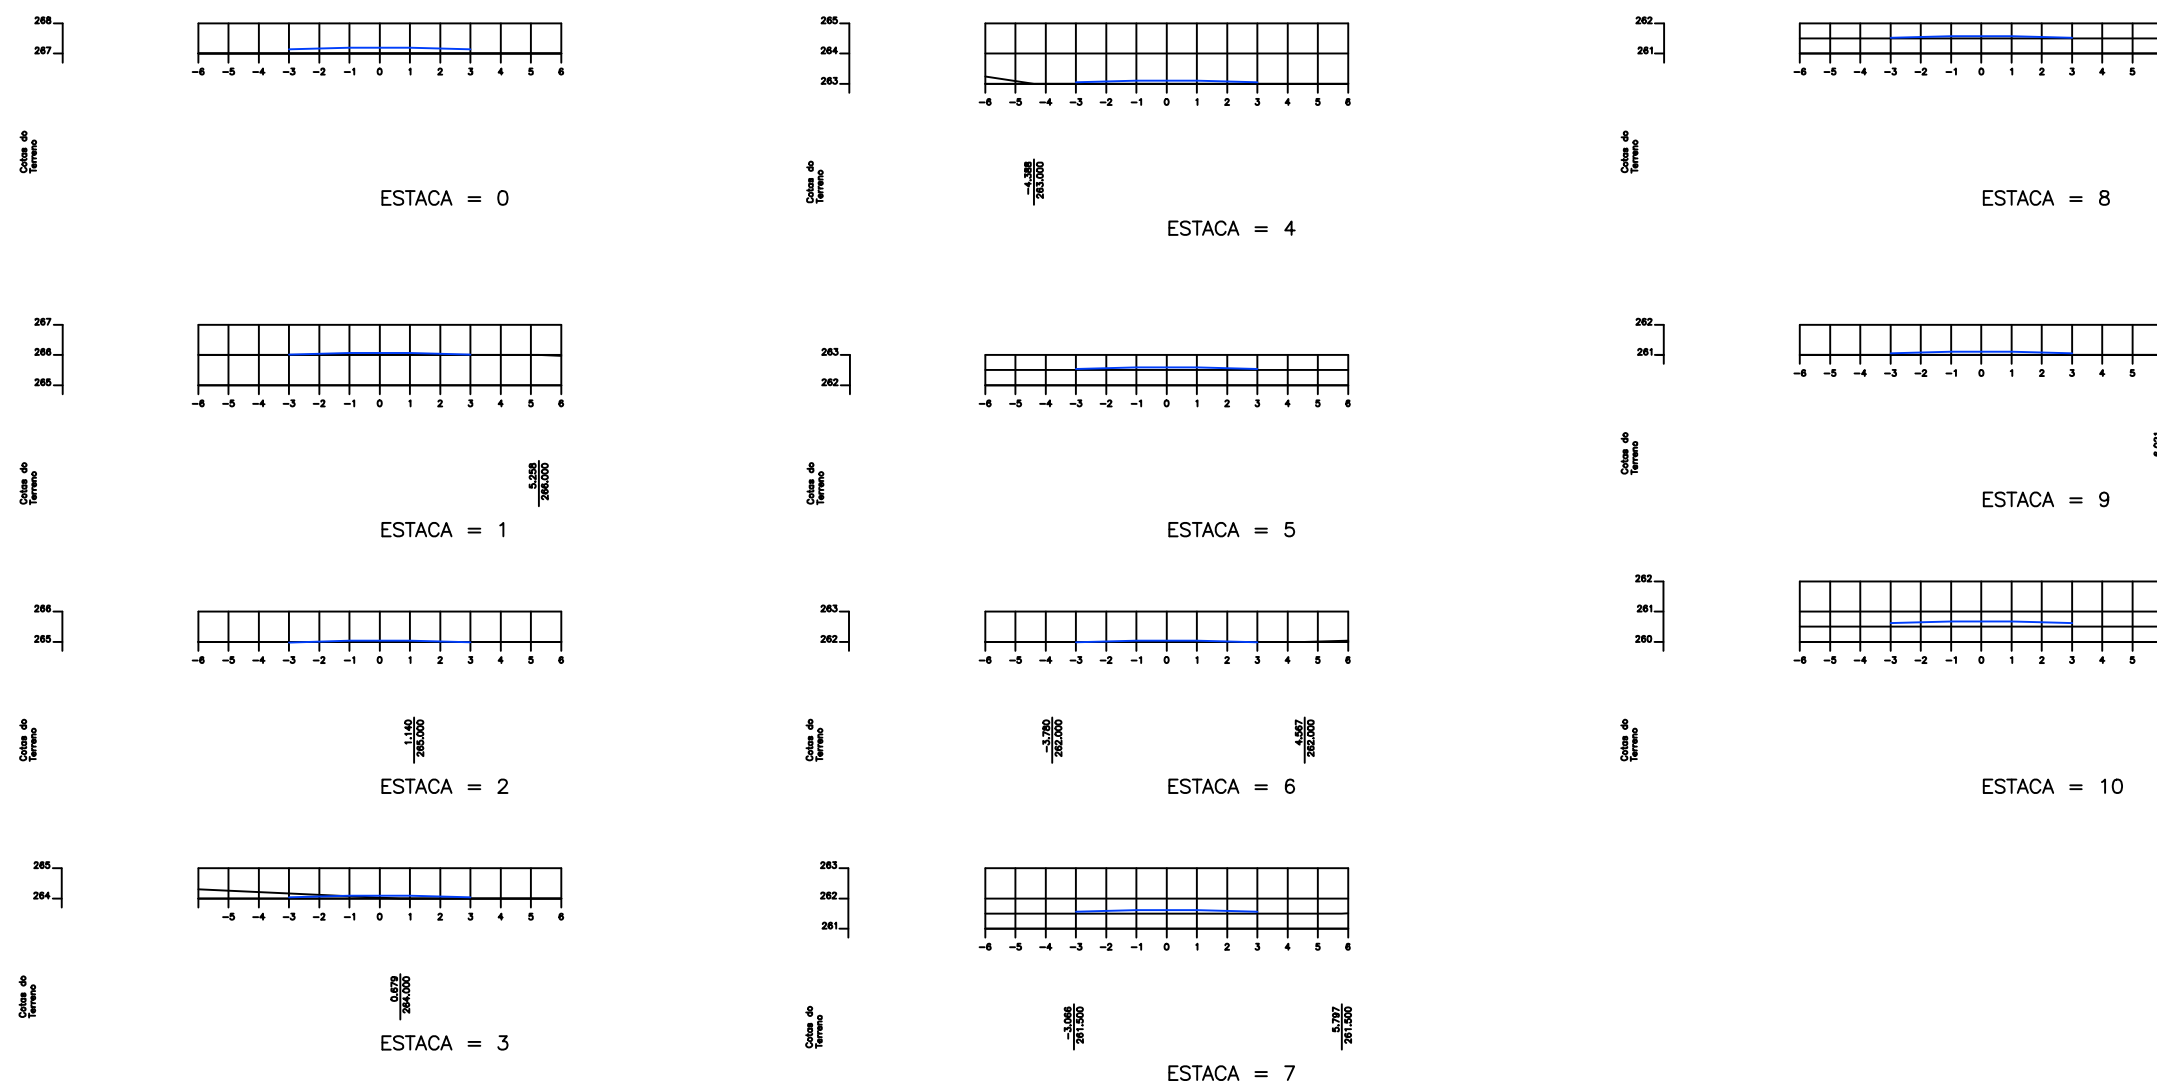 268
267
-6 -5 -4 -3 -2 -1 0 1 2 3 4 5 6
Cotas do
Terreno
ESTACA = 0
267
266
265
-6 -5 -4 -3 -2 -1 0 1 2 3 4 5 6
Cotas do
Terreno
5.258
266.000
ESTACA = 1
266
265
-6 -5 -4 -3 -2 -1 0 1 2 3 4 5 6
Cotas do
Terreno
1.140
265.000
ESTACA = 2
265
264
-5 -4 -3 -2 -1 0 1 2 3 4 5 6
Cotas do
Terreno
0.679
264.000
ESTACA = 3
265
264
263
-6 -5 -4 -3 -2 -1 0 1 2 3 4 5 6
Cotas do
Terreno
-4.388
263.000
ESTACA = 4
263
262
-6 -5 -4 -3 -2 -1 0 1 2 3 4 5 6
Cotas do
Terreno
ESTACA = 5
263
262
-6 -5 -4 -3 -2 -1 0 1 2 3 4 5 6
Cotas do
Terreno
-3.780
262.000
4.567
262.000
ESTACA = 6
263
262
261
-6 -5 -4 -3 -2 -1 0 1 2 3 4 5 6
Cotas do
Terreno
-3.066
261.500
5.797
261.500
ESTACA = 7
262
261
-6 -5 -4 -3 -2 -1 0 1 2 3 4 5
Cotas do
Terreno
ESTACA = 8
262
261
-6 -5 -4 -3 -2 -1 0 1 2 3 4 5
Cotas do
Terreno
ESTACA = 9
262
261
260
-6 -5 -4 -3 -2 -1 0 1 2 3 4 5
Cotas do
Terreno
ESTACA = 10